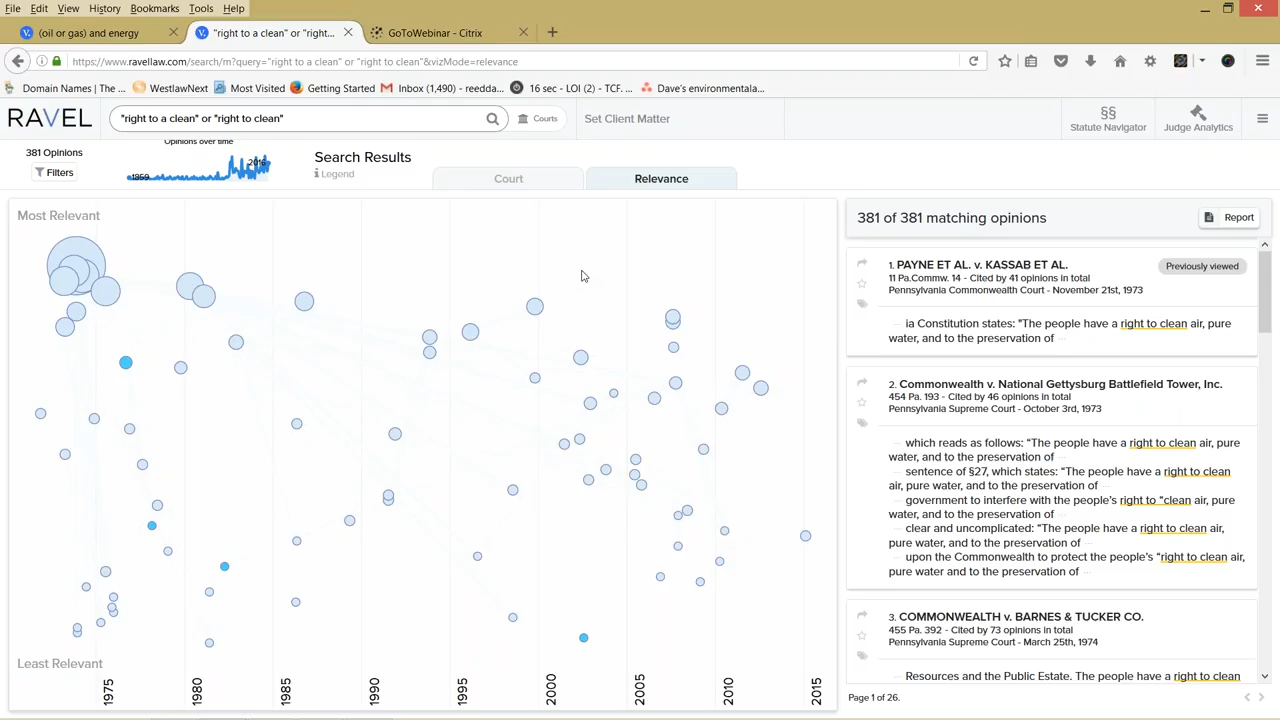 File Edit View History Bookmarks Tools Help
(oil or gas) and energy
"right to a clean" or "right...
GoToWebinar - Citrix
https://www.ravellaw.com/search/m?query="right to a clean" or "right to clean"&vizMode=relevance
Domain Names | The ... WestlawNext Most Visited Getting Started Inbox (1,490) - reedda... 16 sec - LOI (2) - TCF. ... Dave's environmenta...
RAVEL
"right to a clean" or "right to clean"
Courts
Set Client Matter
§§
Statute Navigator
Judge Analytics
381 Opinions
Filters
Opinions over time
1859
2016
Search Results
Legend
Court
Relevance
Most Relevant
Least Relevant
1975
1980
1985
1990
1995
2000
2005
2010
2015
381 of 381 matching opinions
Report
1. PAYNE ET AL. v. KASSAB ET AL.
Previously viewed
11 Pa.Commw. 14 - Cited by 41 opinions in total
Pennsylvania Commonwealth Court - November 21st, 1973
ia Constitution states: "The people have a right to clean air, pure
water, and to the preservation of ...
2. Commonwealth v. National Gettysburg Battlefield Tower, Inc.
454 Pa. 193 - Cited by 46 opinions in total
Pennsylvania Supreme Court - October 3rd, 1973
... which reads as follows: "The people have a right to clean air, pure
water, and to the preservation of ...
... sentence of §27, which states: "The people have a right to clean
air, pure water, and to the preservation of ...
... government to interfere with the people's right to "clean air, pure
water, and to the preservation of ...
... clear and uncomplicated: "The people have a right to clean air,
pure water, and to the preservation of ...
... upon the Commonwealth to protect the people's "right to clean air,
pure water and to the preservation of ...
3. COMMONWEALTH v. BARNES & TUCKER CO.
455 Pa. 392 - Cited by 73 opinions in total
Pennsylvania Supreme Court - March 25th, 1974
Resources and the Public Estate. The people have a right to clean
Page 1 of 26.